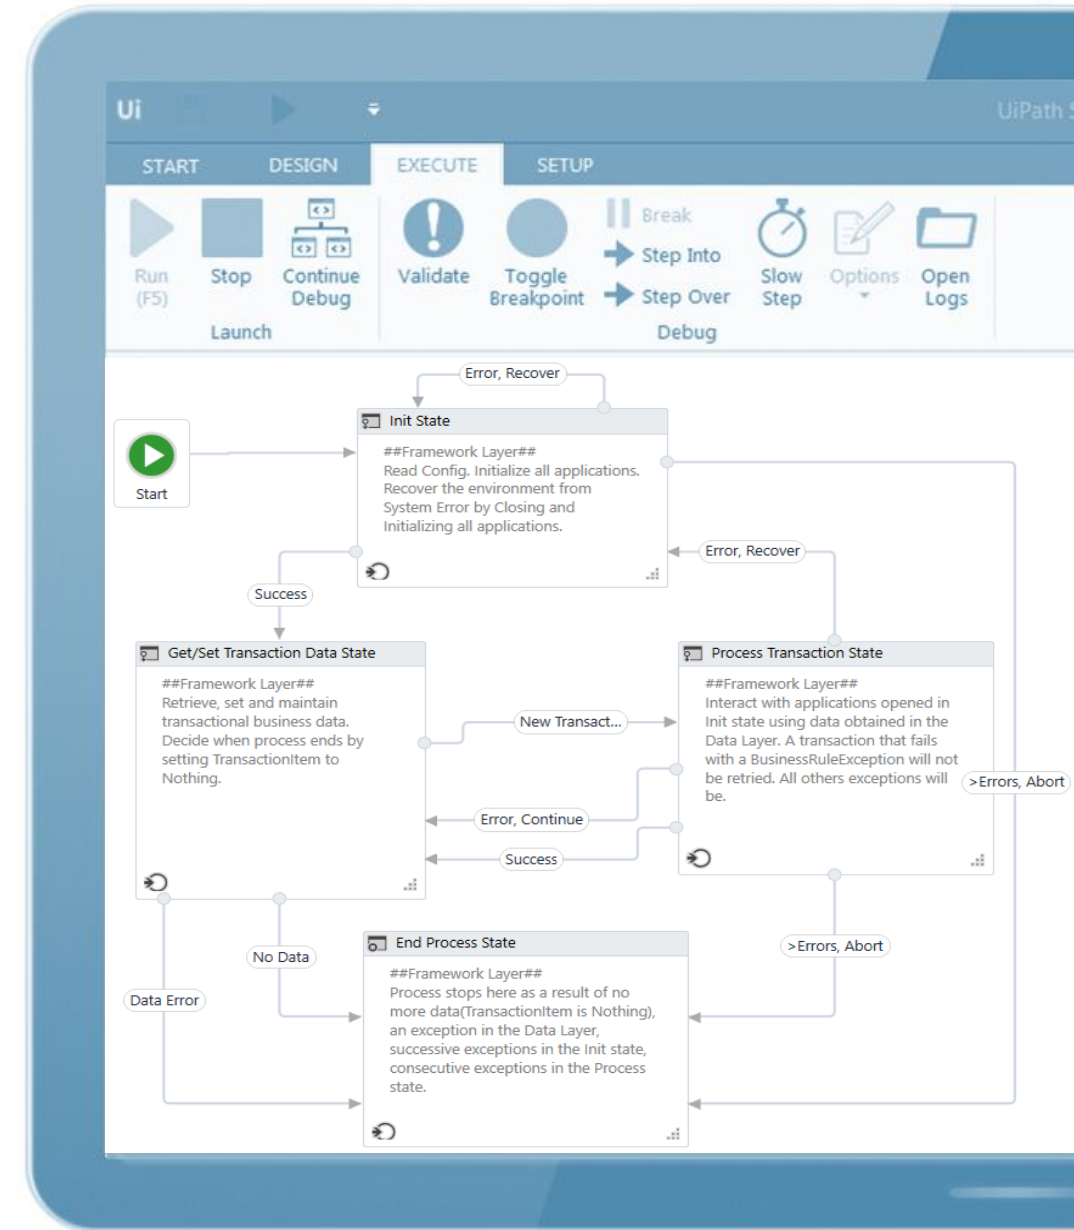 Ui
UiPath S
START
DESIGN
EXECUTE
SETUP
Run
(F5)
Stop
Continue
Debug
Launch
Validate
Toggle
Breakpoint
Break
Step Into
Step Over
Slow
Step
Options
Open
Logs
Debug
Error, Recover
Start
Init State
##Framework Layer##
Read Config. Initialize all applications.
Recover the environment from
System Error by Closing and
Initializing all applications.
Error, Recover
Success
Get/Set Transaction Data State
##Framework Layer##
Retrieve, set and maintain
transactional business data.
Decide when process ends by
setting TransactionItem to
Nothing.
New Transact...
Error, Continue
Success
Process Transaction State
##Framework Layer##
Interact with applications opened in
Init state using data obtained in the
Data Layer. A transaction that fails
with a BusinessRuleException will not
be retried. All others exceptions will
be.
>Errors, Abort
>Errors, Abort
No Data
Data Error
End Process State
##Framework Layer##
Process stops here as a result of no
more data(TransactionItem is Nothing),
an exception in the Data Layer,
successive exceptions in the Init state,
consecutive exceptions in the Process
state.